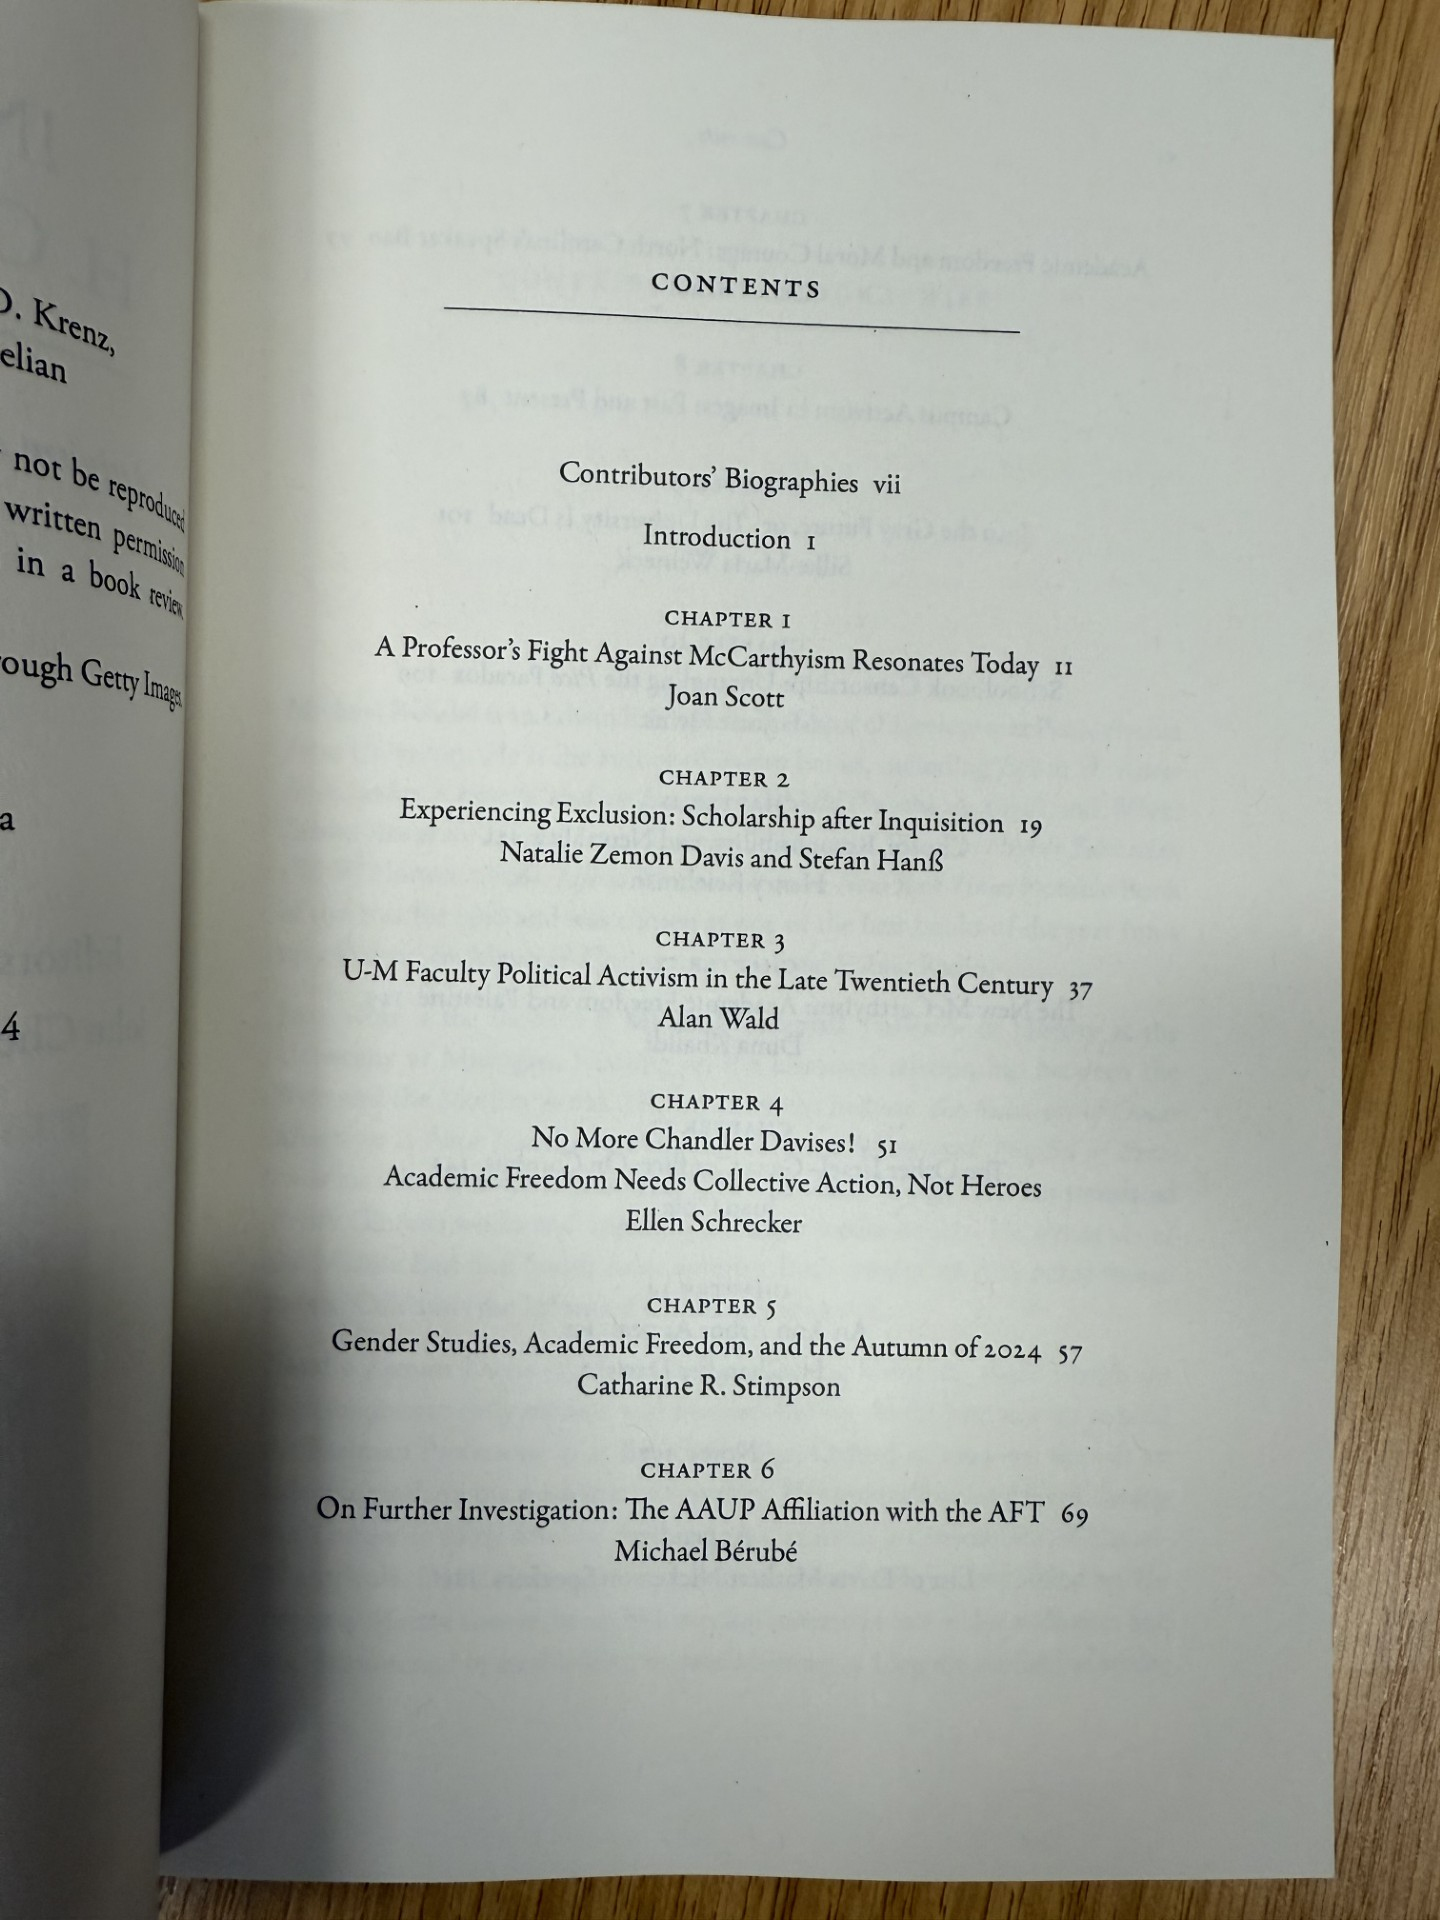 D. Krenz,
elian
not be reproduced
written permission
in a book review,
ough Getty Images
a
4
CONTENTS
Contributors’ Biographies vii
Introduction 1
CHAPTER 1
A Professor’s Fight Against McCarthyism Resonates Today 11
Joan Scott
CHAPTER 2
Experiencing Exclusion: Scholarship after Inquisition 19
Natalie Zemon Davis and Stefan Hanß
CHAPTER 3
U-M Faculty Political Activism in the Late Twentieth Century 37
Alan Wald
CHAPTER 4
No More Chandler Davises! 51
Academic Freedom Needs Collective Action, Not Heroes
Ellen Schrecker
CHAPTER 5
Gender Studies, Academic Freedom, and the Autumn of 2024 57
Catharine R. Stimpson
CHAPTER 6
On Further Investigation: The AAUP Affiliation with the AFT 69
Michael Bérubé